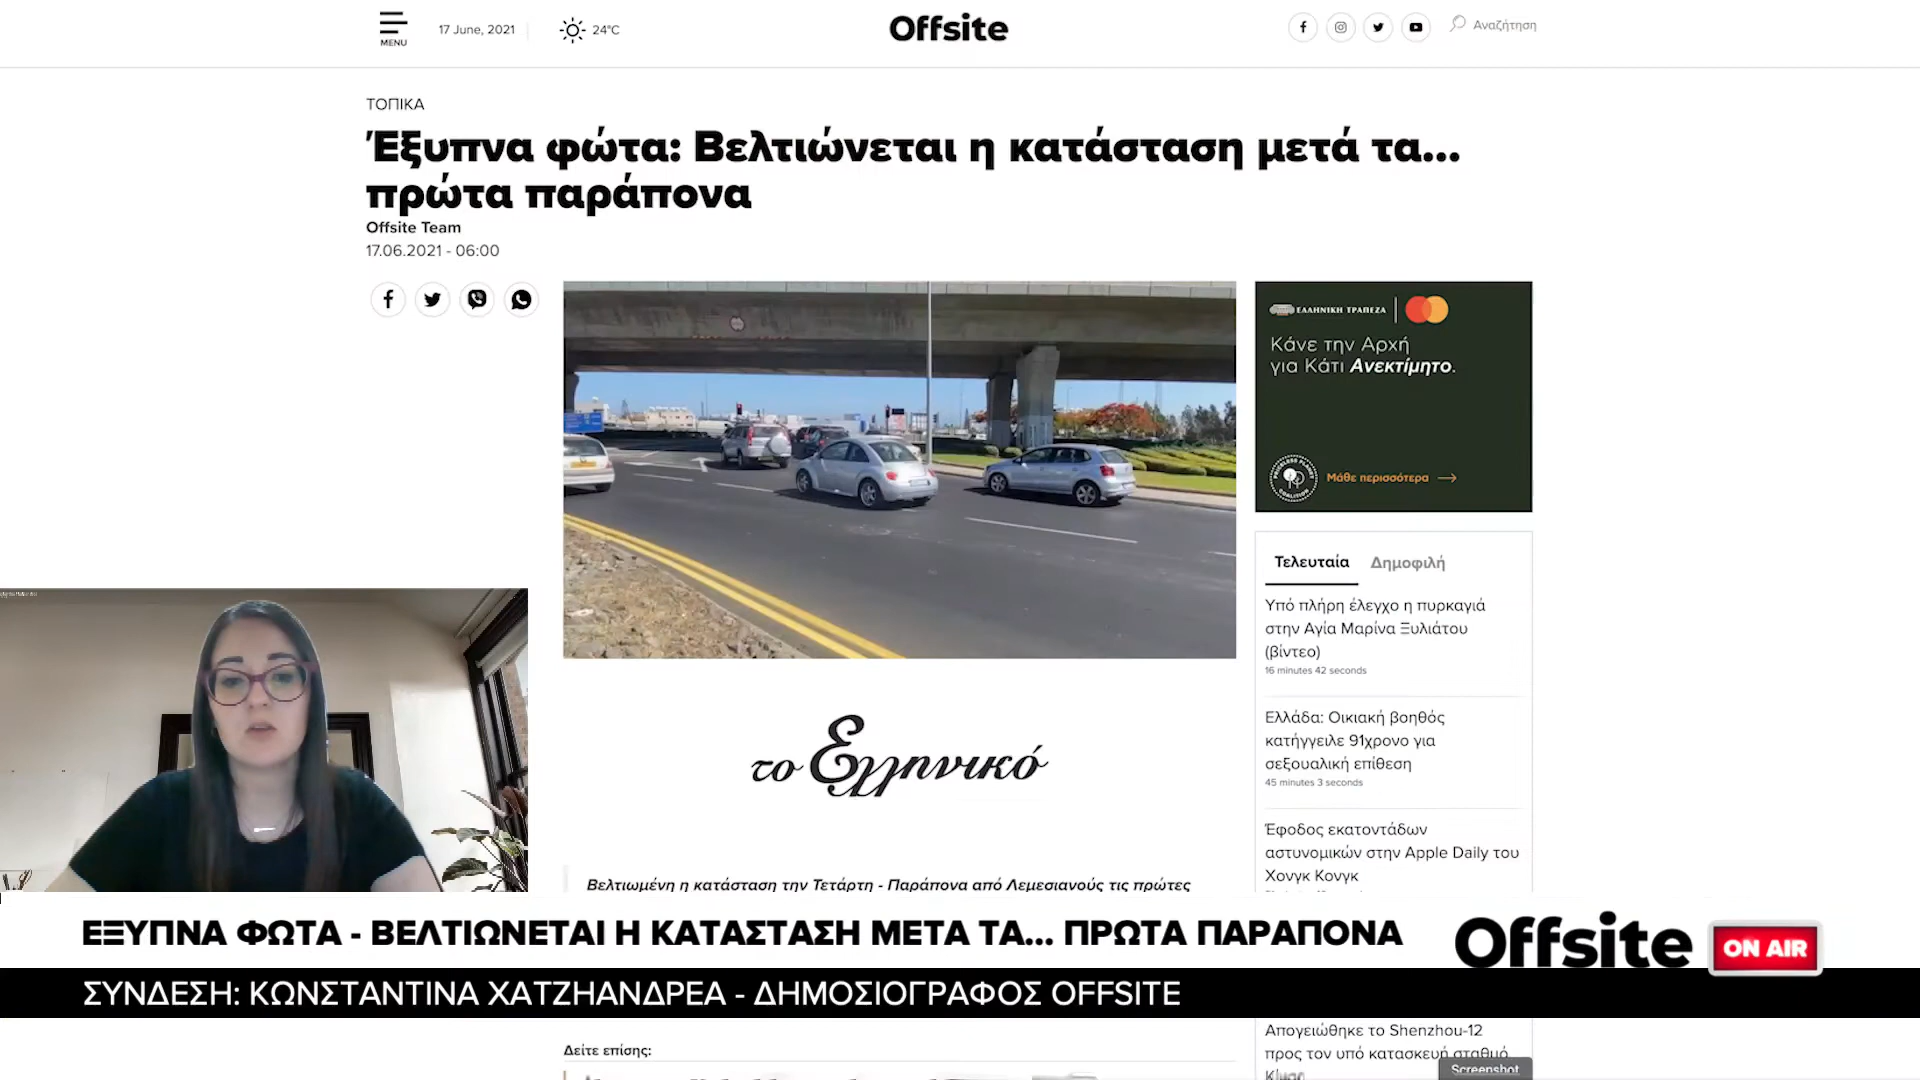 MENU
17 June, 2021
24°C
Offsite
Αναζήτηση
ΤΟΠΙΚΑ
Έξυπνα φώτα: Βελτιώνεται η κατάσταση μετά τα...
πρώτα παράπονα
Offsite Team
17.06.2021 - 06:00
ΕΛΛΗΝΙΚΗ ΤΡΑΠΕΖΑ
Κάνε την Αρχή
για Κάτι Ανεκτίμητο.
PRICELESS PLANET COALITION
Μάθε περισσότερα
Τελευταία
Δημοφιλή
Υπό πλήρη έλεγχο η πυρκαγιά
στην Αγία Μαρίνα Ξυλιάτου
(βίντεο)
16 minutes 42 seconds
Ελλάδα: Οικιακή βοηθός
κατήγγειλε 91χρονο για
σεξουαλική επίθεση
45 minutes 3 seconds
Έφοδος εκατοντάδων
αστυνομικών στην Apple Daily του
Χονγκ Κονγκ
το Ελληνικό
Βελτιωμένη η κατάσταση την Τετάρτη - Παράπονα από Λεμεσιανούς τις πρώτες
ΕΞΥΠΝΑ ΦΩΤΑ - ΒΕΛΤΙΩΝΕΤΑΙ Η ΚΑΤΑΣΤΑΣΗ ΜΕΤΑ ΤΑ... ΠΡΩΤΑ ΠΑΡΑΠΟΝΑ
Offsite
ON AIR
ΣΥΝΔΕΣΗ: ΚΩΝΣΤΑΝΤΙΝΑ ΧΑΤΖΗΑΝΔΡΕΑ - ΔΗΜΟΣΙΟΓΡΑΦΟΣ OFFSITE
Απογειώθηκε το Shenzhou-12
προς τον υπό κατασκευή σταθμό
Δείτε επίσης:
Screenshot